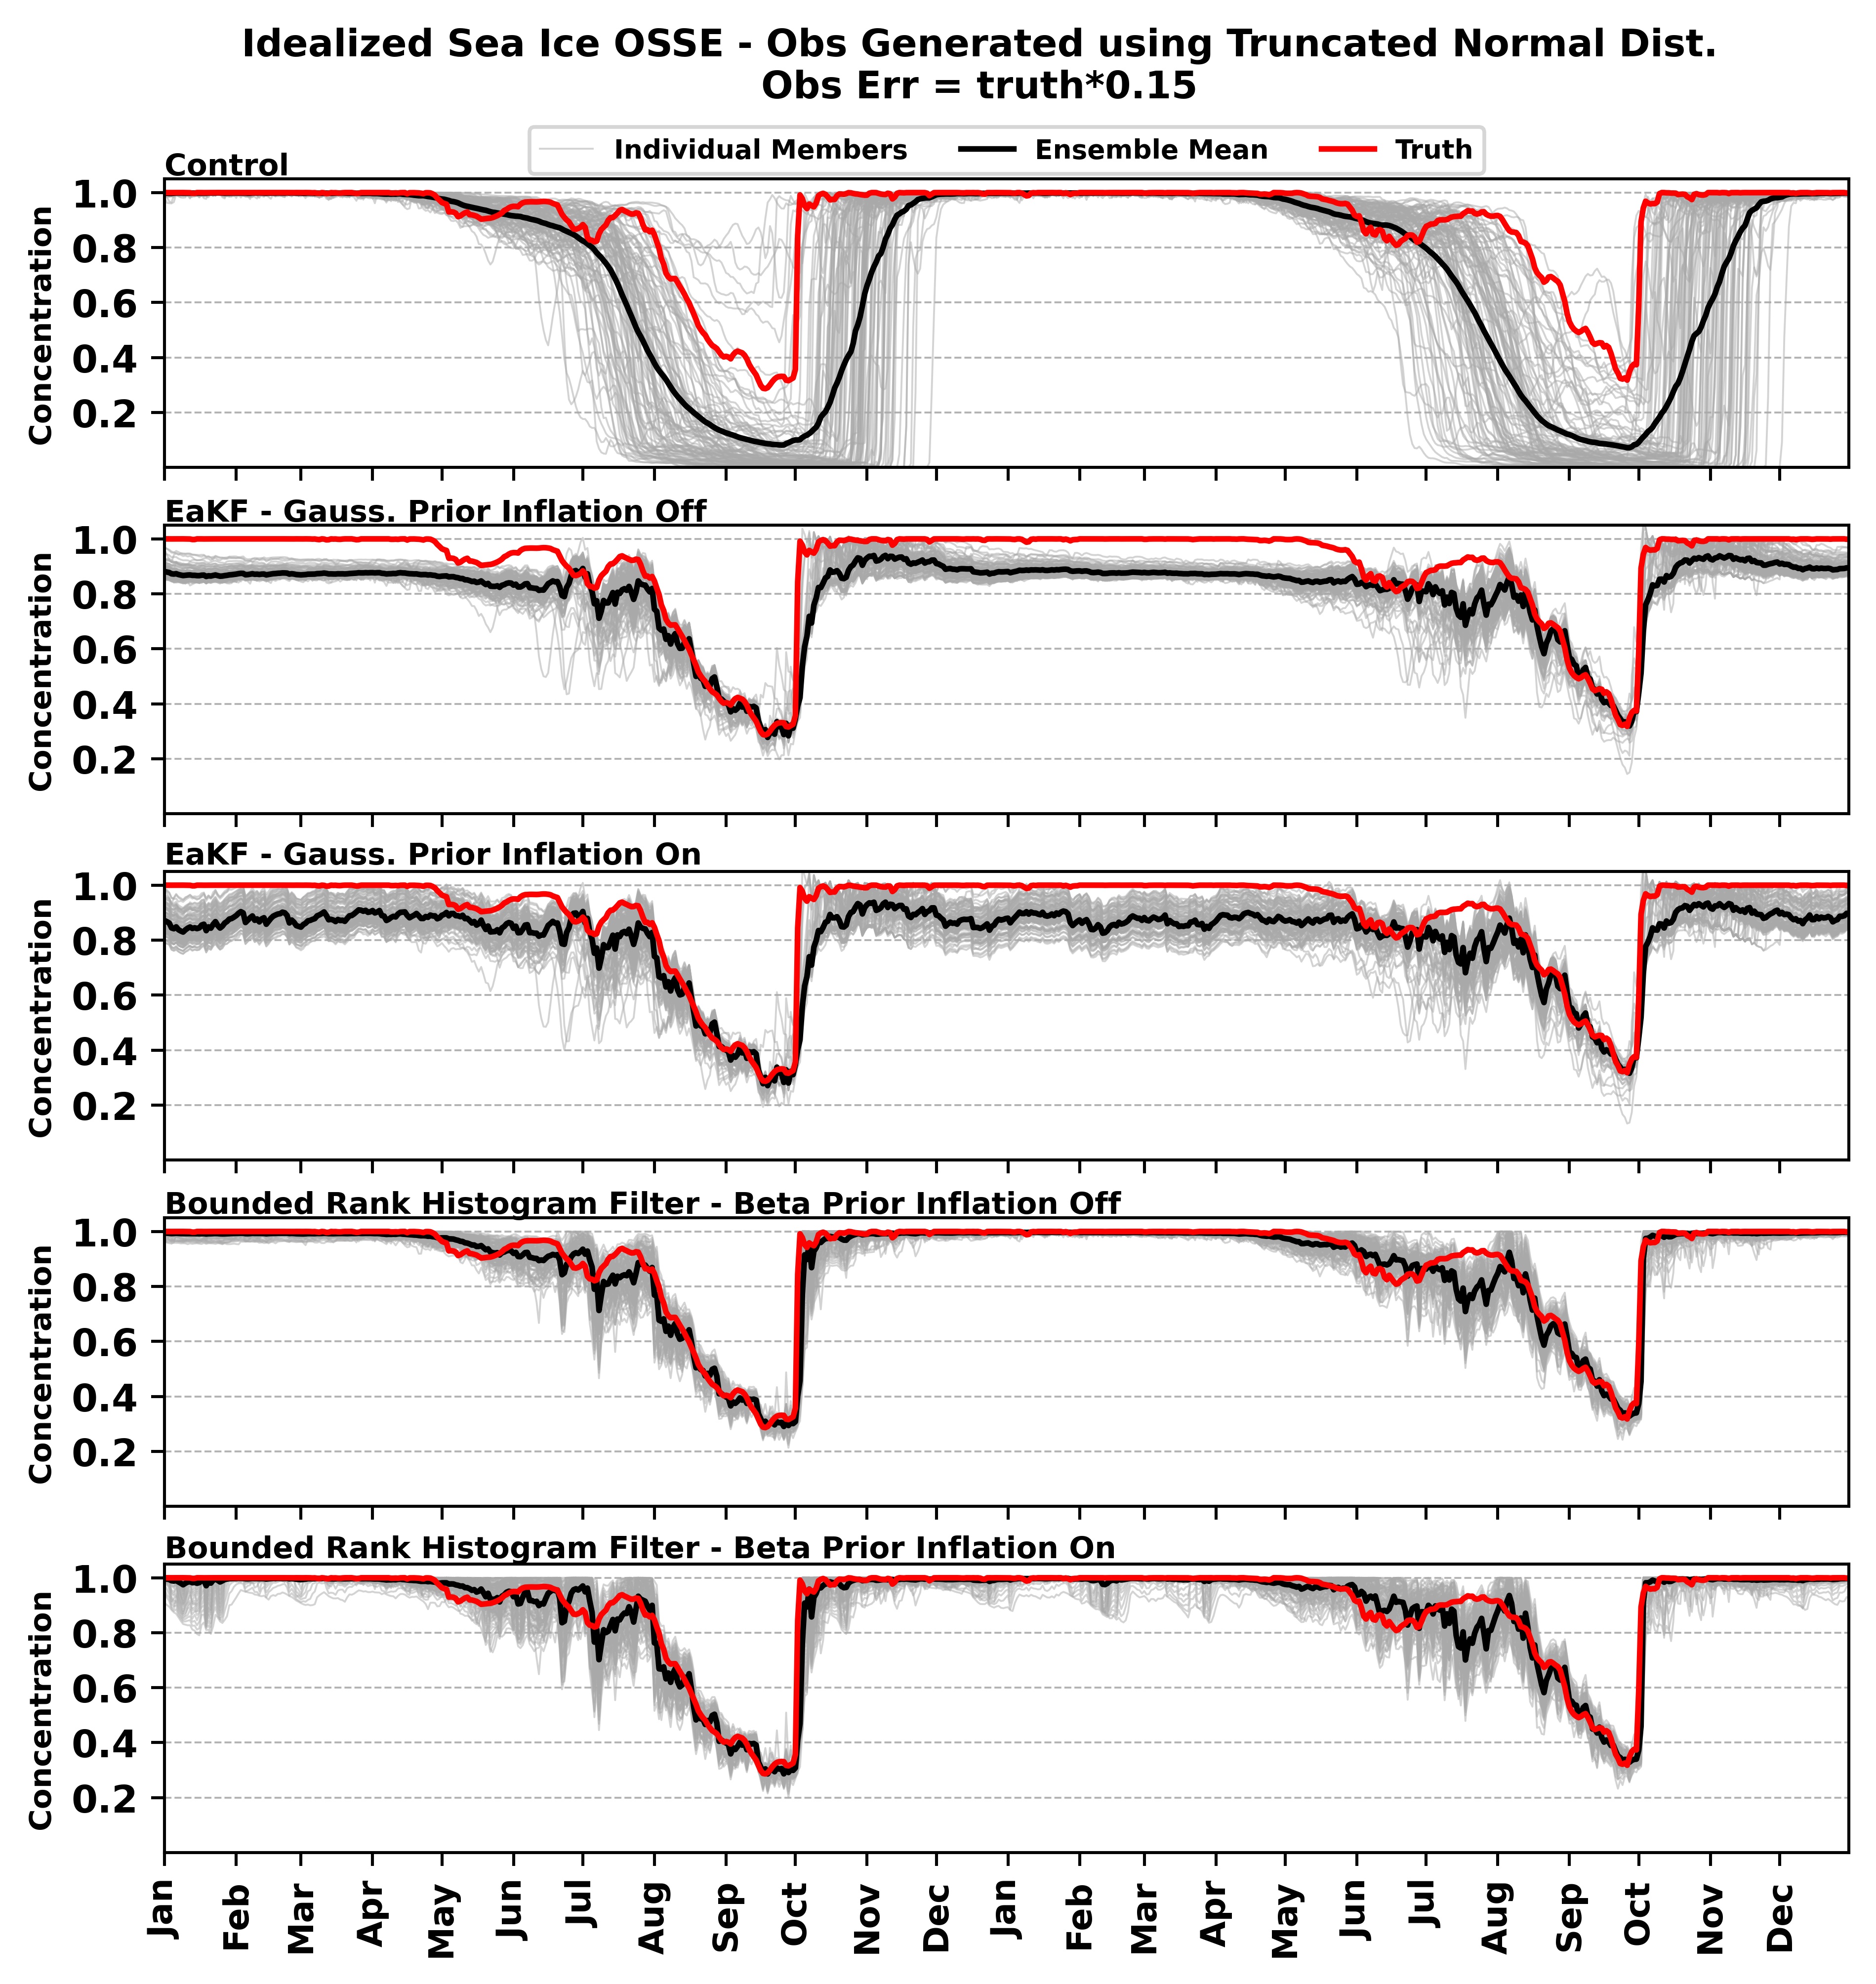 Idealized Sea Ice OSSE - Obs Generated using Truncated Normal Dist.
Obs Err = truth*0.15
Individual Members Ensemble Mean Truth
Control
1.0
0.8
0.6
0.4
0.2
Concentration
EaKF - Gauss. Prior Inflation Off
1.0
0.8
0.6
0.4
0.2
Concentration
EaKF - Gauss. Prior Inflation On
1.0
0.8
0.6
0.4
0.2
Concentration
Bounded Rank Histogram Filter - Beta Prior Inflation Off
1.0
0.8
0.6
0.4
0.2
Concentration
Bounded Rank Histogram Filter - Beta Prior Inflation On
1.0
0.8
0.6
0.4
0.2
Concentration
Jan Feb Mar Apr May Jun Jul Aug Sep Oct Nov Dec Jan Feb Mar Apr May Jun Jul Aug Sep Oct Nov Dec